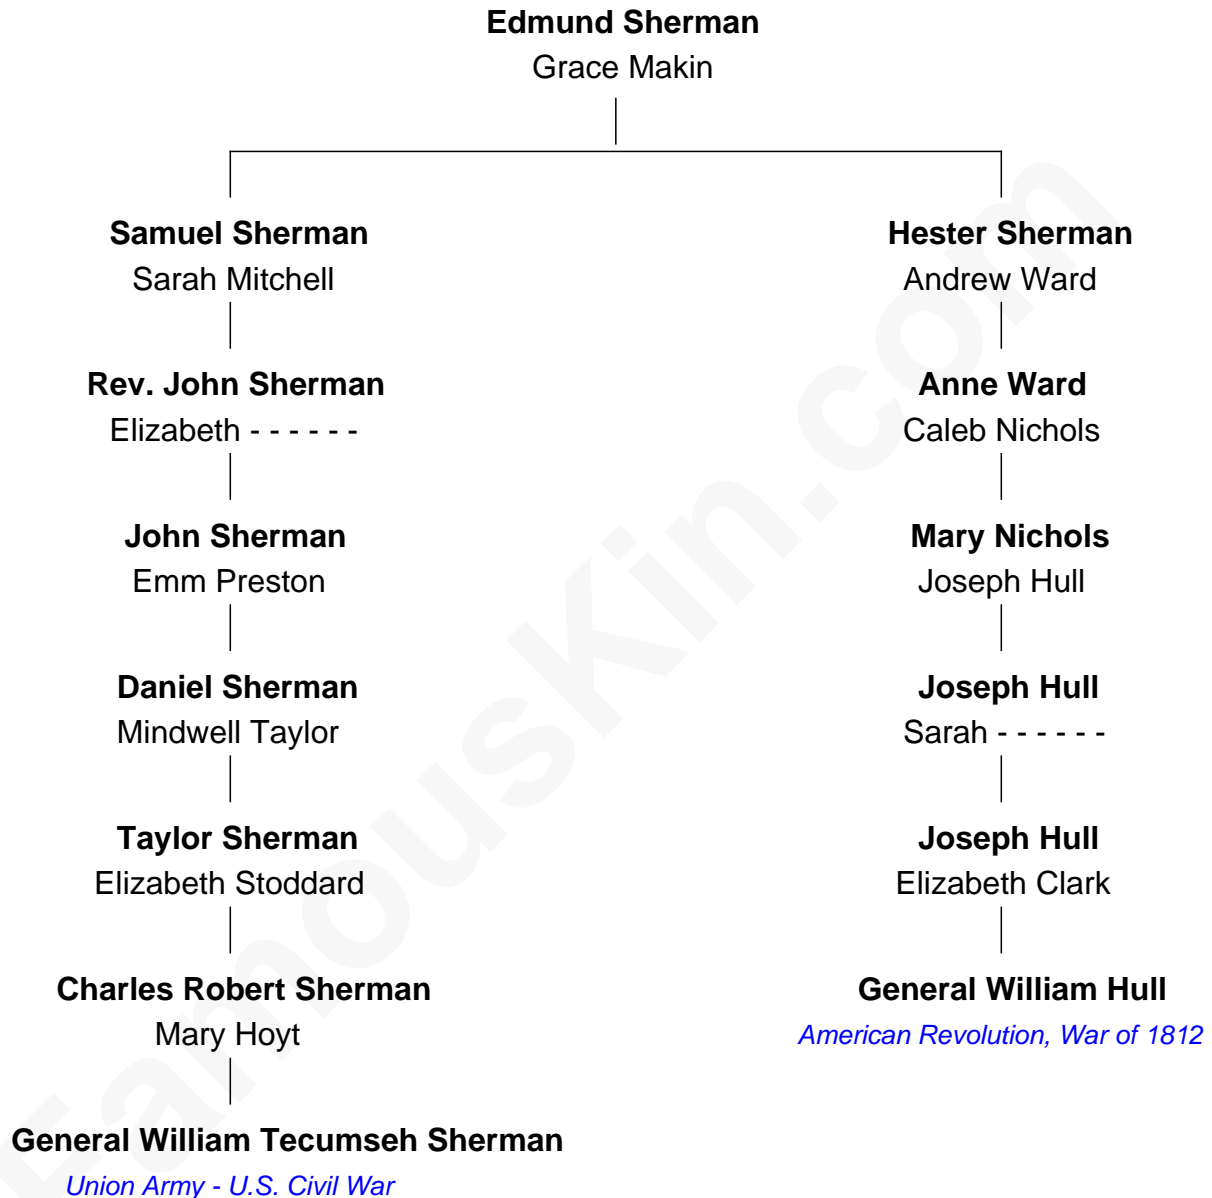 Edmund Sherman
Grace Makin
Samuel Sherman
Sarah Mitchell
Hester Sherman
Andrew Ward
Rev. John Sherman
Elizabeth - - - - - -
Anne Ward
Caleb Nichols
John Sherman
Emm Preston
Mary Nichols
Joseph Hull
Daniel Sherman
Mindwell Taylor
Joseph Hull
Sarah - - - - - -
Taylor Sherman
Elizabeth Stoddard
Joseph Hull
Elizabeth Clark
Charles Robert Sherman
Mary Hoyt
General William Hull
American Revolution, War of 1812
General William Tecumseh Sherman
Union Army - U.S. Civil War
FamousKin.com